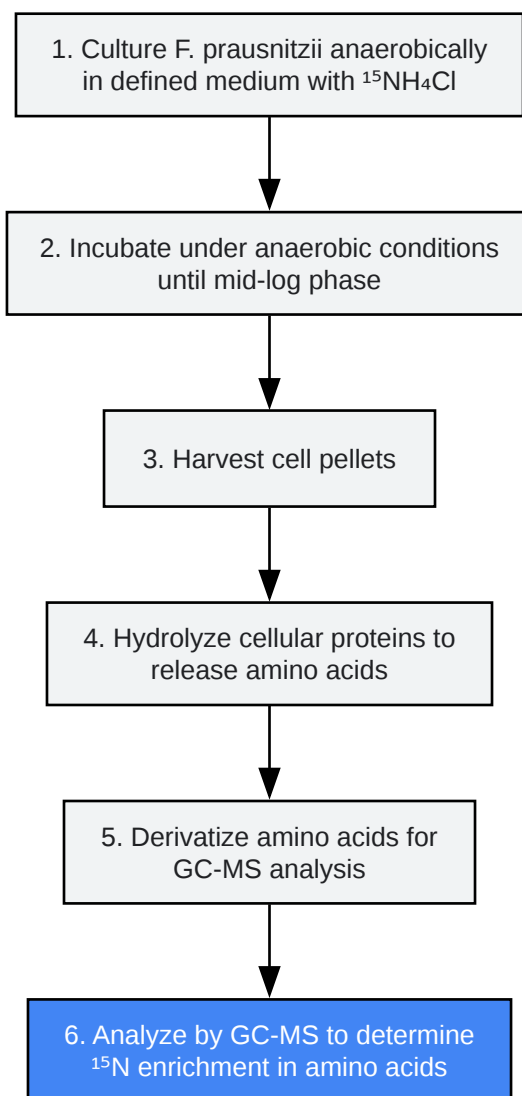 1. Culture F. prausnitzii anaerobically
in defined medium with ¹⁵NH₄Cl
2. Incubate under anaerobic conditions
until mid-log phase
3. Harvest cell pellets
4. Hydrolyze cellular proteins to
release amino acids
5. Derivatize amino acids for
GC-MS analysis
6. Analyze by GC-MS to determine
¹⁵N enrichment in amino acids